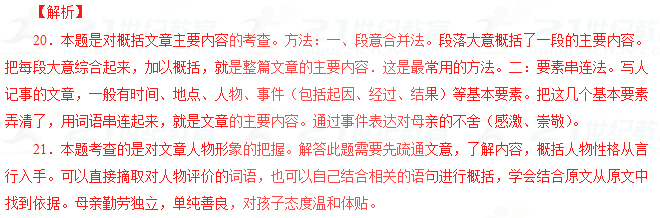 【解析】
20．本题是对概括文章主要内容的考查。方法：一、段意合并法。段落大意概括了一段的主要内容。
把每段大意综合起来，加以概括，就是整篇文章的主要内容．这是最常用的方法。二：要素串连法。写人
记事的文章，一般有时间、地点、人物、事件（包括起因、经过、结果）等基本要素。把这几个基本要素
弄清了，用词语串连起来，就是文章的主要内容。通过事件表达对母亲的不舍（感激、崇敬）。
21．本题考查的是对文章人物形象的把握。解答此题需要先疏通文意，了解内容，概括人物性格从言
行入手。可以直接摘取对人物评价的词语，也可以自己结合相关的语句进行概括，学会结合原文从原文中
找到依据。母亲勤劳独立，单纯善良，对孩子态度温和体贴。